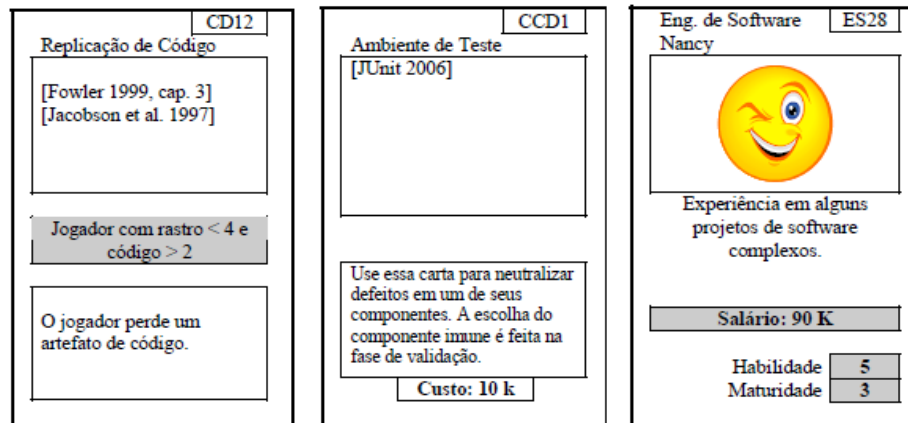 CD12
Replicação de Código
[Fowler 1999, cap. 3]
[Jacobson et al. 1997]
Jogador com rastro < 4 e
código > 2
O jogador perde um
artefato de código.
CCD1
Ambiente de Teste
[JUnit 2006]
Use essa carta para neutralizar
defeitos em um de seus
componentes. A escolha do
componente imune é feita na
fase de validação.
Custo: 10 k
Eng. de Software
ES28
Nancy
Experiência em alguns
projetos de software
complexos.
Salário: 90 K
Habilidade 5
Maturidade 3